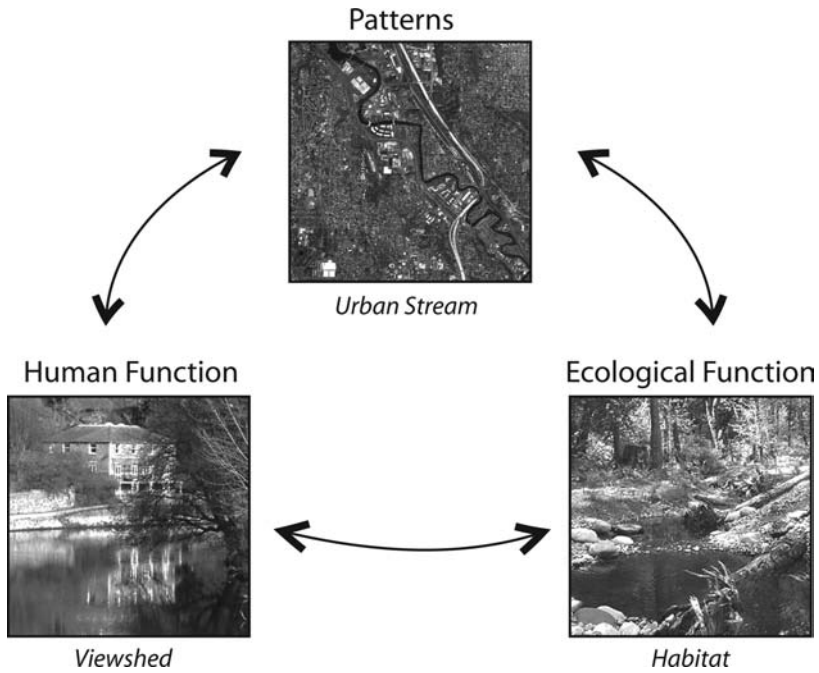 Patterns
Urban Stream
Human Function
Ecological Function
Viewshed
Habitat